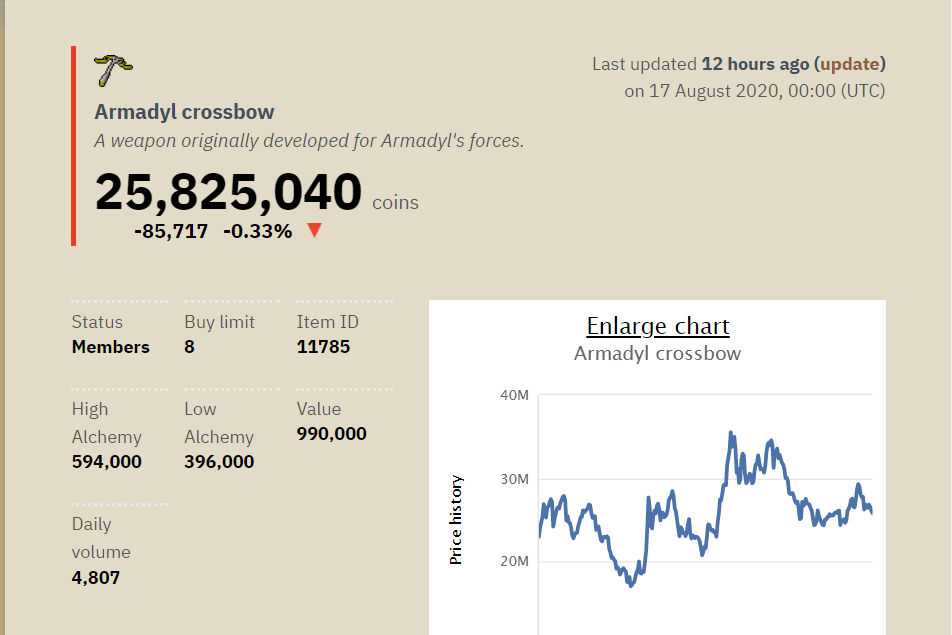 Last updated 12 hours ago (update)
on 17 August 2020, 00:00 (UTC)
Armadyl crossbow
A weapon originally developed for Armadyl's forces.
25,825,040 coins
-85,717 -0.33%
Status
Members
Buy limit
8
Item ID
11785
High
Alchemy
594,000
Low
Alchemy
396,000
Value
990,000
Daily
volume
4,807
Enlarge chart
Armadyl crossbow
40M
30M
20M
Price history